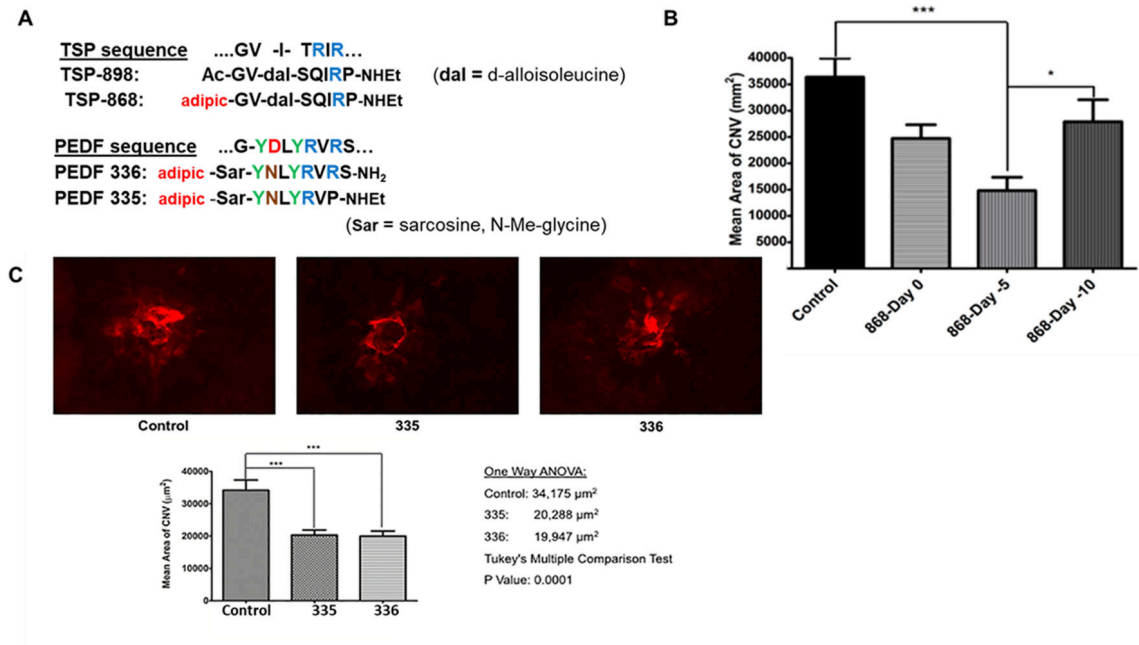 A
TSP sequence ....GV -I- TRIR...
TSP-898: Ac-GV-daI-SQIRP-NHEt (daI = d-alloisoleucine)
TSP-868: adipic-GV-daI-SQIRP-NHEt
PEDF sequence ...G-YDLYRVRS...
PEDF 336: adipic -Sar-YNLYRVRS-NH₂
PEDF 335: adipic -Sar-YNLYRVP-NHEt
(Sar = sarcosine, N-Me-glycine)
B
***
*
Mean Area of CNV (mm²)
40000
35000
30000
25000
20000
15000
10000
5000
Control
868-Day 0
868-Day -5
868-Day -10
C
Control
335
336
***
***
Mean Area of CNV (µm²)
40000
30000
20000
10000
0
Control
335
336
One Way ANOVA:
Control: 34,175 µm²
335: 20,288 µm²
336: 19,947 µm²
Tukey's Multiple Comparison Test
P Value: 0.0001